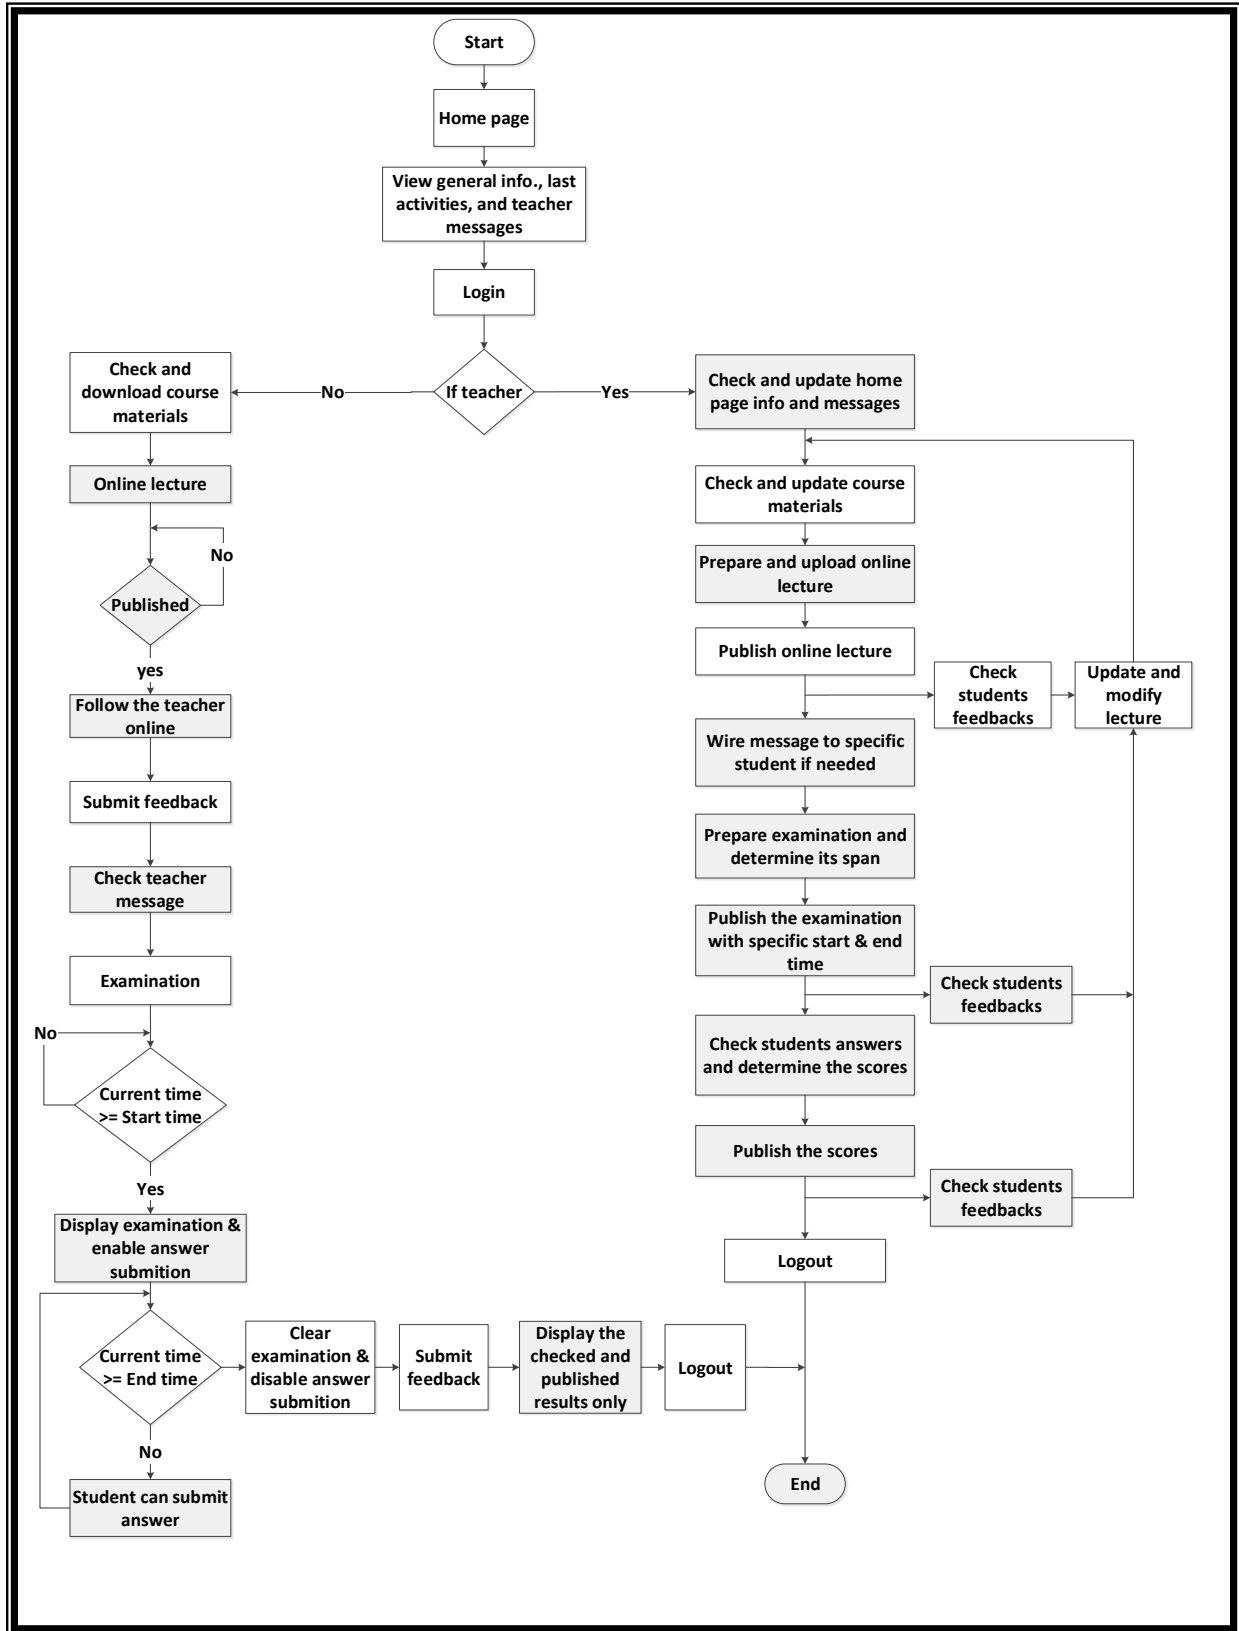 Start
Home page
View general info., last
activities, and teacher
messages
Login
If teacher
No
Yes
Check and
download course
materials
Online lecture
No
Published
yes
Follow the teacher
online
Submit feedback
Check teacher
message
Examination
No
Current time
>= Start time
Yes
Display examination &
enable answer
submition
Current time
>= End time
No
Student can submit
answer
Clear
examination &
disable answer
submition
Submit
feedback
Display the
checked and
published
results only
Logout
Check and update home
page info and messages
Check and update course
materials
Prepare and upload online
lecture
Publish online lecture
Check
students
feedbacks
Update and
modify
lecture
Wire message to specific
student if needed
Prepare examination and
determine its span
Publish the examination
with specific start & end
time
Check students
feedbacks
Check students answers
and determine the scores
Publish the scores
Check students
feedbacks
Logout
End